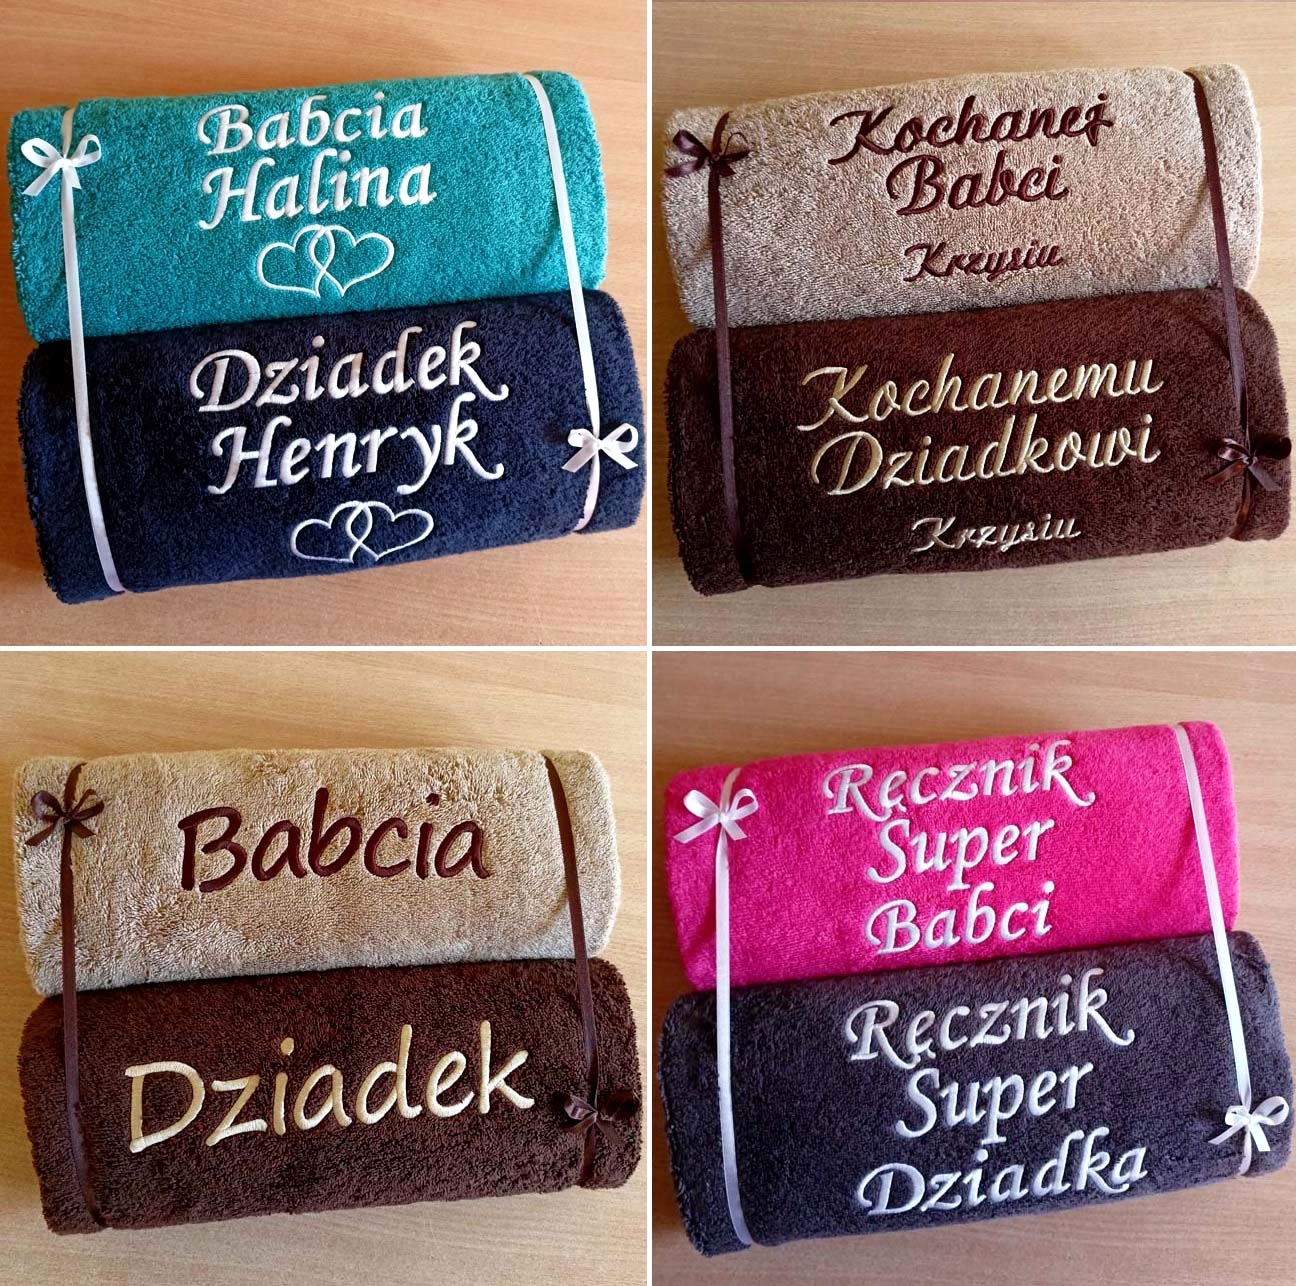 Babcia
Halina
Dziadek
Henryk
Kochanej
Babci
Krzysiu
Kochanemu
Dziadkowi
Krzysiu
Babcia
Dziadek
Ręcznik
Super
Babci
Ręcznik
Super
Dziadka